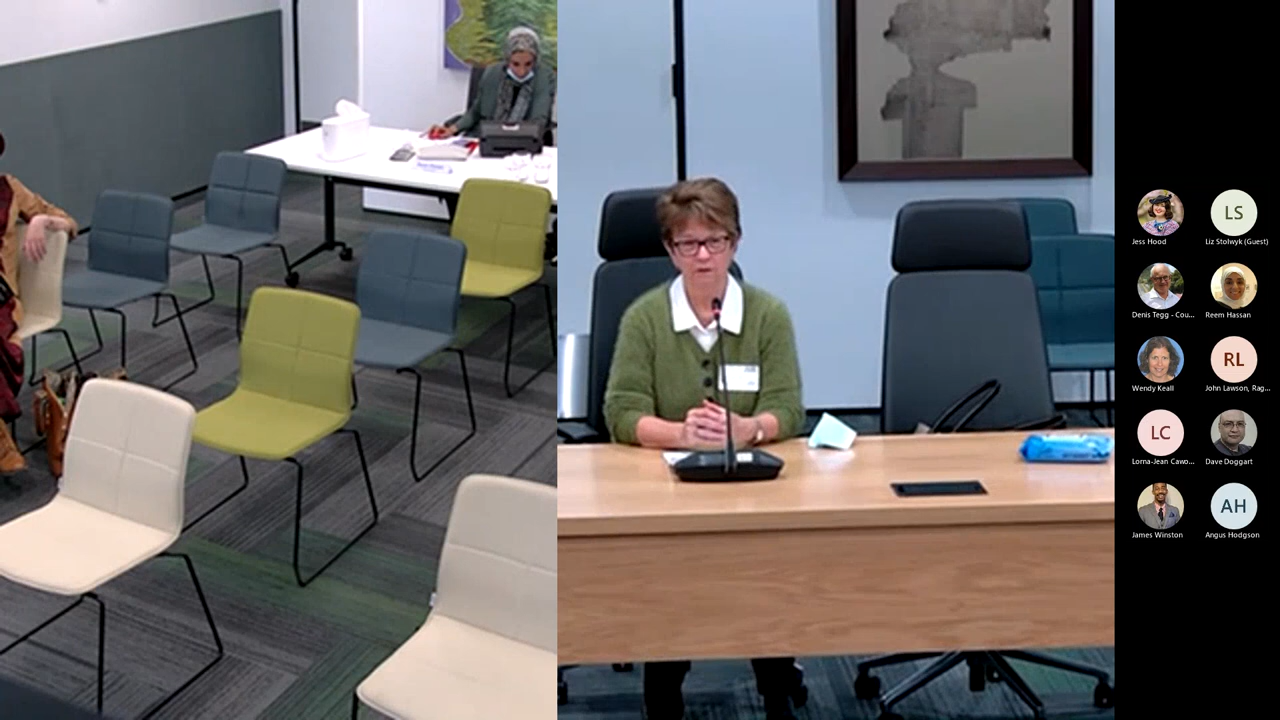 Jess Hood
LS
Liz Stolwyk (Guest)
Denis Tegg - Cou...
Reem Hassan
Wendy Keall
RL
John Lawson, Rag...
LC
Lorna-Jean Cawo...
Dave Doggart
James Winston
AH
Angus Hodgson